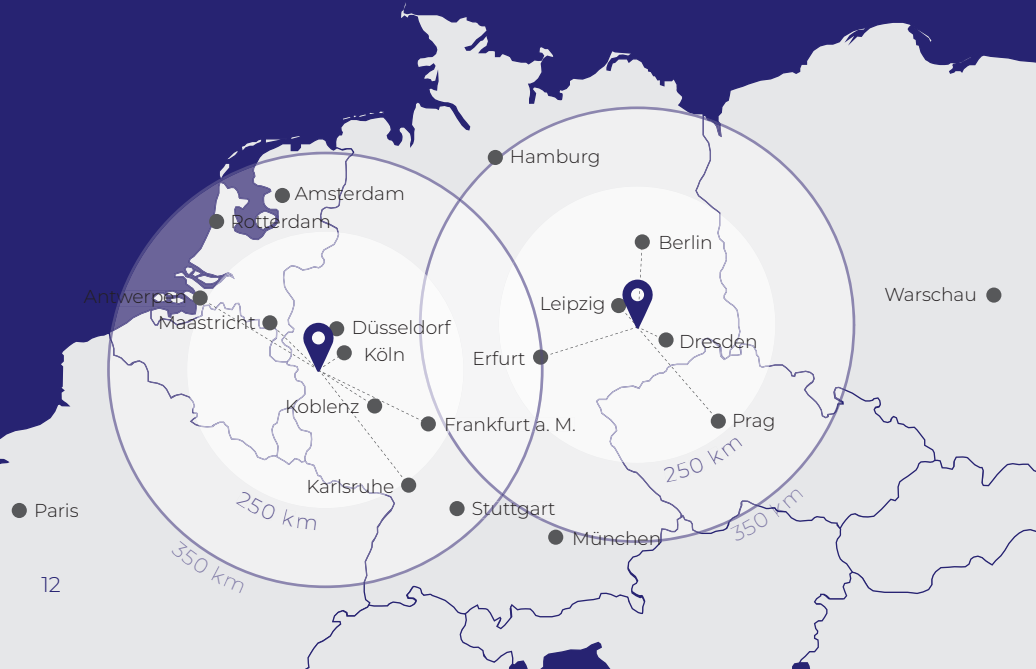 Hamburg
Amsterdam
Rotterdam
Berlin
Warschau
Antwerpen
Leipzig
Maastricht
Düsseldorf
Dresden
Köln
Erfurt
Koblenz
Prag
Frankfurt a. M.
250 km
Karlsruhe
250 km
Stuttgart
350 km
Paris
München
350 km
12